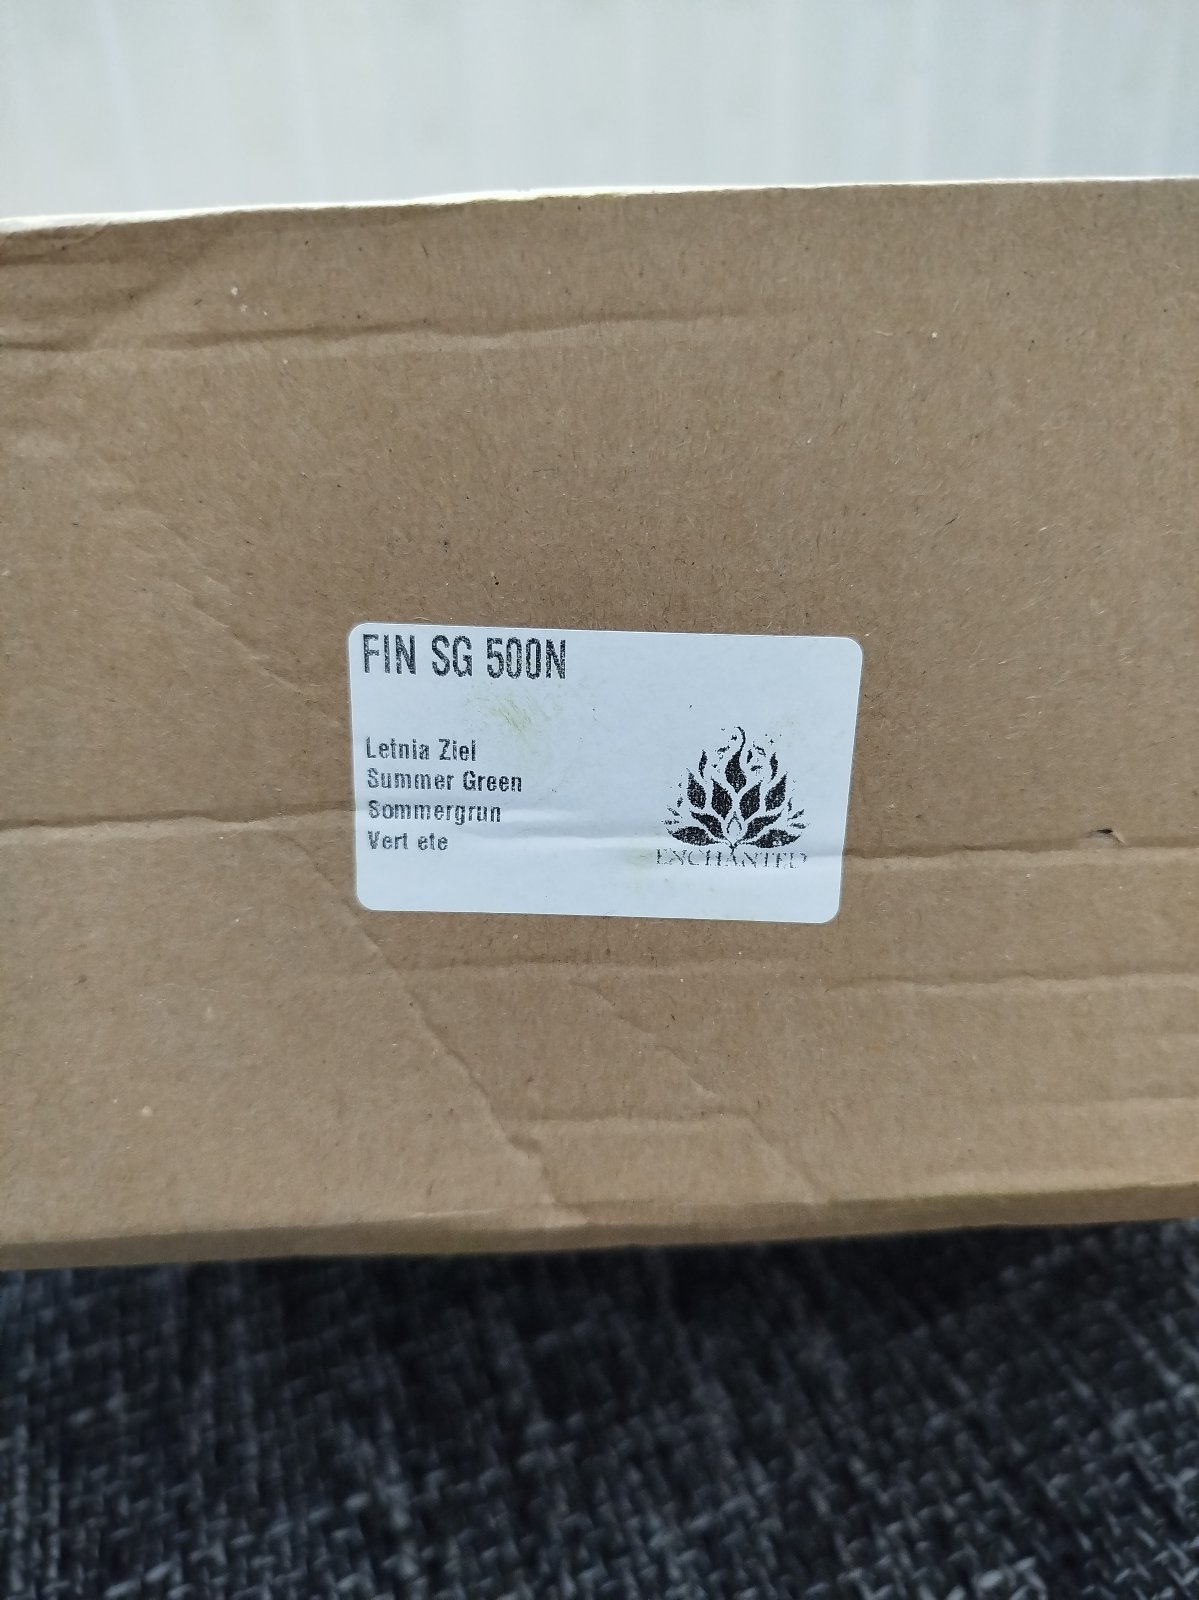 FIN SG 500N
Letnia Ziel
Summer Green
Sommergrun
Vert ete
ENCHANTED